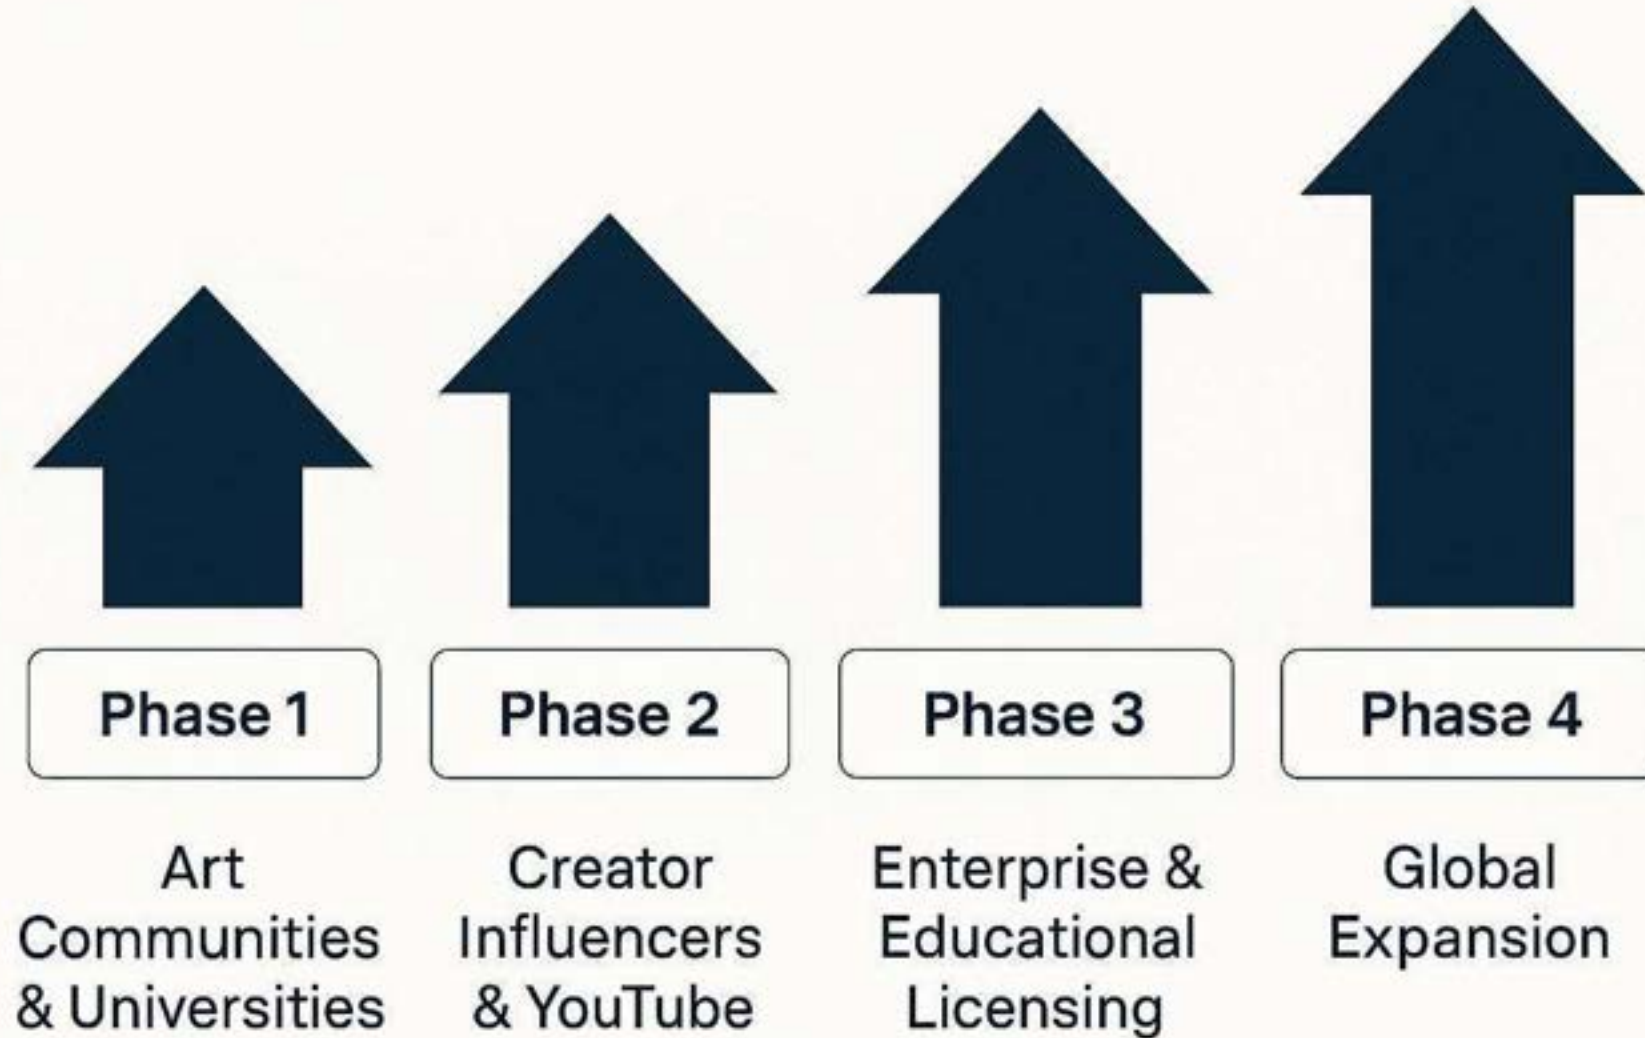 Phase 1
Art
Communities
& Universities
Phase 2
Creator
Influencers
& YouTube
Phase 3
Enterprise &
Educational
Licensing
Phase 4
Global
Expansion